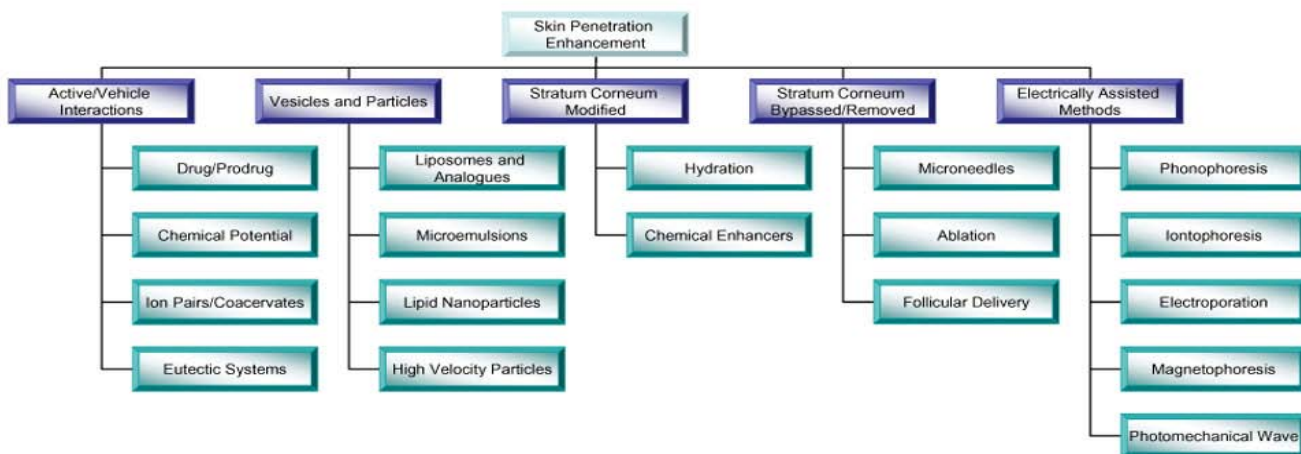 Skin Penetration
Enhancement
Active/Vehicle
Interactions
Vesicles and Particles
Stratum Corneum
Modified
Stratum Corneum
Bypassed/Removed
Electrically Assisted
Methods
Drug/Prodrug
Chemical Potential
Ion Pairs/Coacervates
Eutectic Systems
Liposomes and
Analogues
Microemulsions
Lipid Nanoparticles
High Velocity Particles
Hydration
Chemical Enhancers
Microneedles
Ablation
Follicular Delivery
Phonophoresis
Iontophoresis
Electroporation
Magnetophoresis
Photomechanical Wave